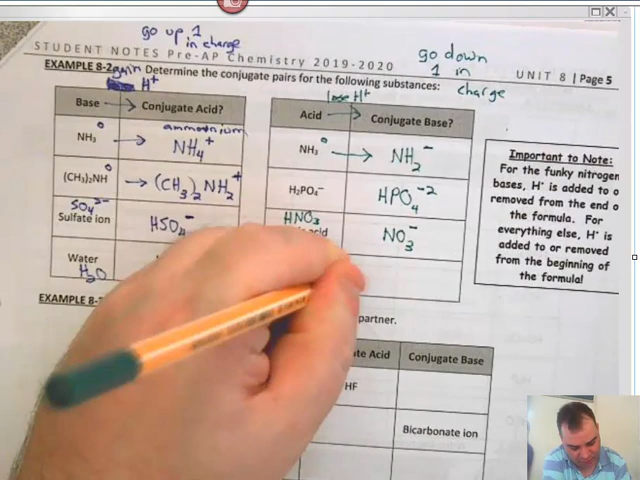 go up 1
in charge
go down
1 in
charge
STUDENT NOTES Pre-AP Chemistry 2019-2020
UNIT 8 | Page 5
EXAMPLE 8-2 Determine the conjugate pairs for the following substances:
gain H⁺
lose H⁺
Base → Conjugate Acid?
NH₃⁰ → NH₄⁺
ammonium
(CH₃)₂NH⁰ → (CH₃)₂NH₂⁺
SO₄²⁻
Sulfate ion HSO₄⁻
Water
H₂O
Acid → Conjugate Base?
NH₃⁰ → NH₂⁻
H₂PO₄⁻ HPO₄⁻²
HNO₃ NO₃⁻
acid
Important to Note:
For the funky nitrogen
bases, H⁺ is added to o
removed from the end o
the formula. For
everything else, H⁺ is
added to or removed
from the beginning of
the formula!
EXAMPLE 8-
partner.
Acid Conjugate Base
HF
Bicarbonate ion